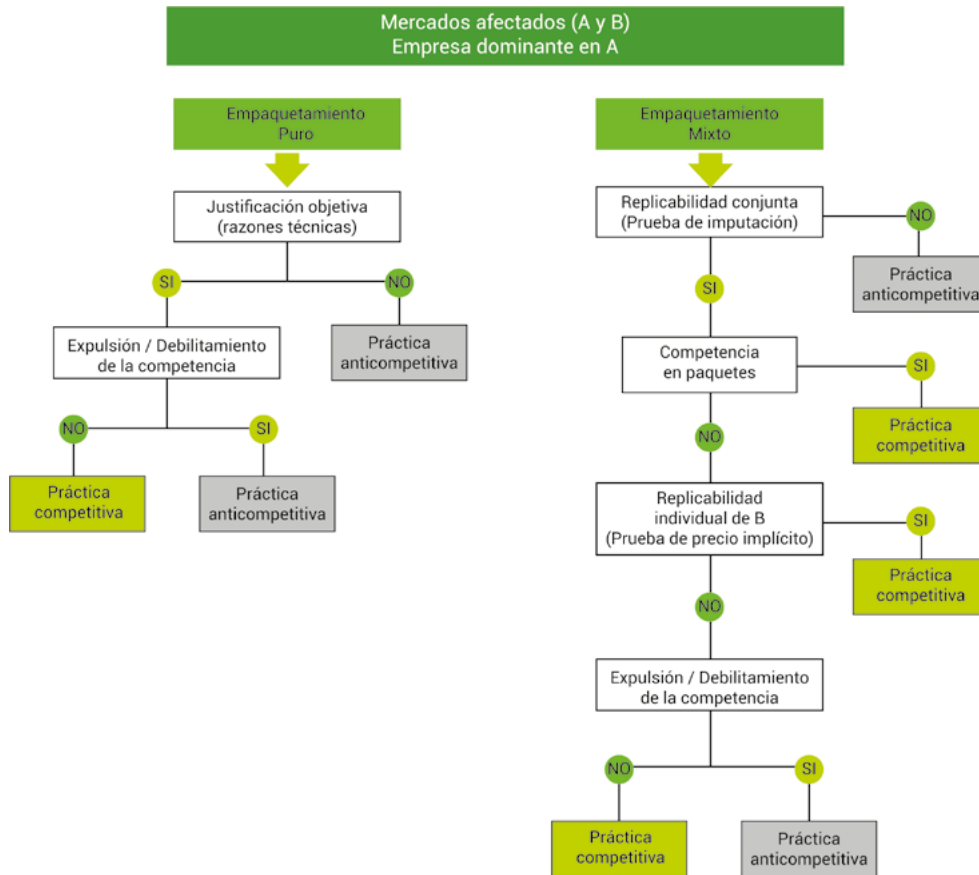 Mercados afectados (A y B)
Empresa dominante en A
Empaquetamiento
Puro
Justificación objetiva
(razones técnicas)
SI
NO
Expulsión / Debilitamiento
de la competencia
Práctica
anticompetitiva
NO
SI
Práctica
competitiva
Práctica
anticompetitiva
Empaquetamiento
Mixto
Replicabilidad conjunta
(Prueba de imputación)
NO
Práctica
anticompetitiva
SI
Competencia
en paquetes
SI
Práctica
competitiva
NO
Replicabilidad
individual de B
(Prueba de precio implícito)
SI
Práctica
competitiva
NO
Expulsión / Debilitamiento
de la competencia
NO
SI
Práctica
competitiva
Práctica
anticompetitiva